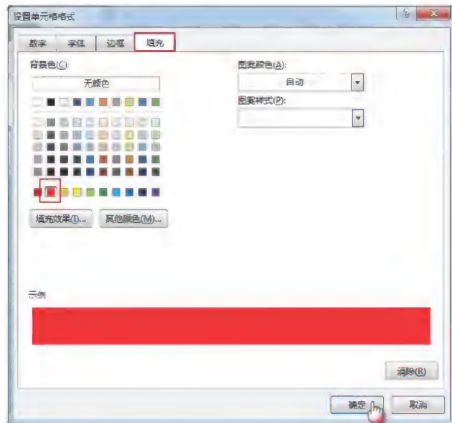 设置单元格格式
数字 字体 边框 填充
背景色(C):
无颜色
图案颜色(A):
自动
图案样式(P):
填充效果(I)... 其他颜色(M)...
示例
清除(R)
确定 取消